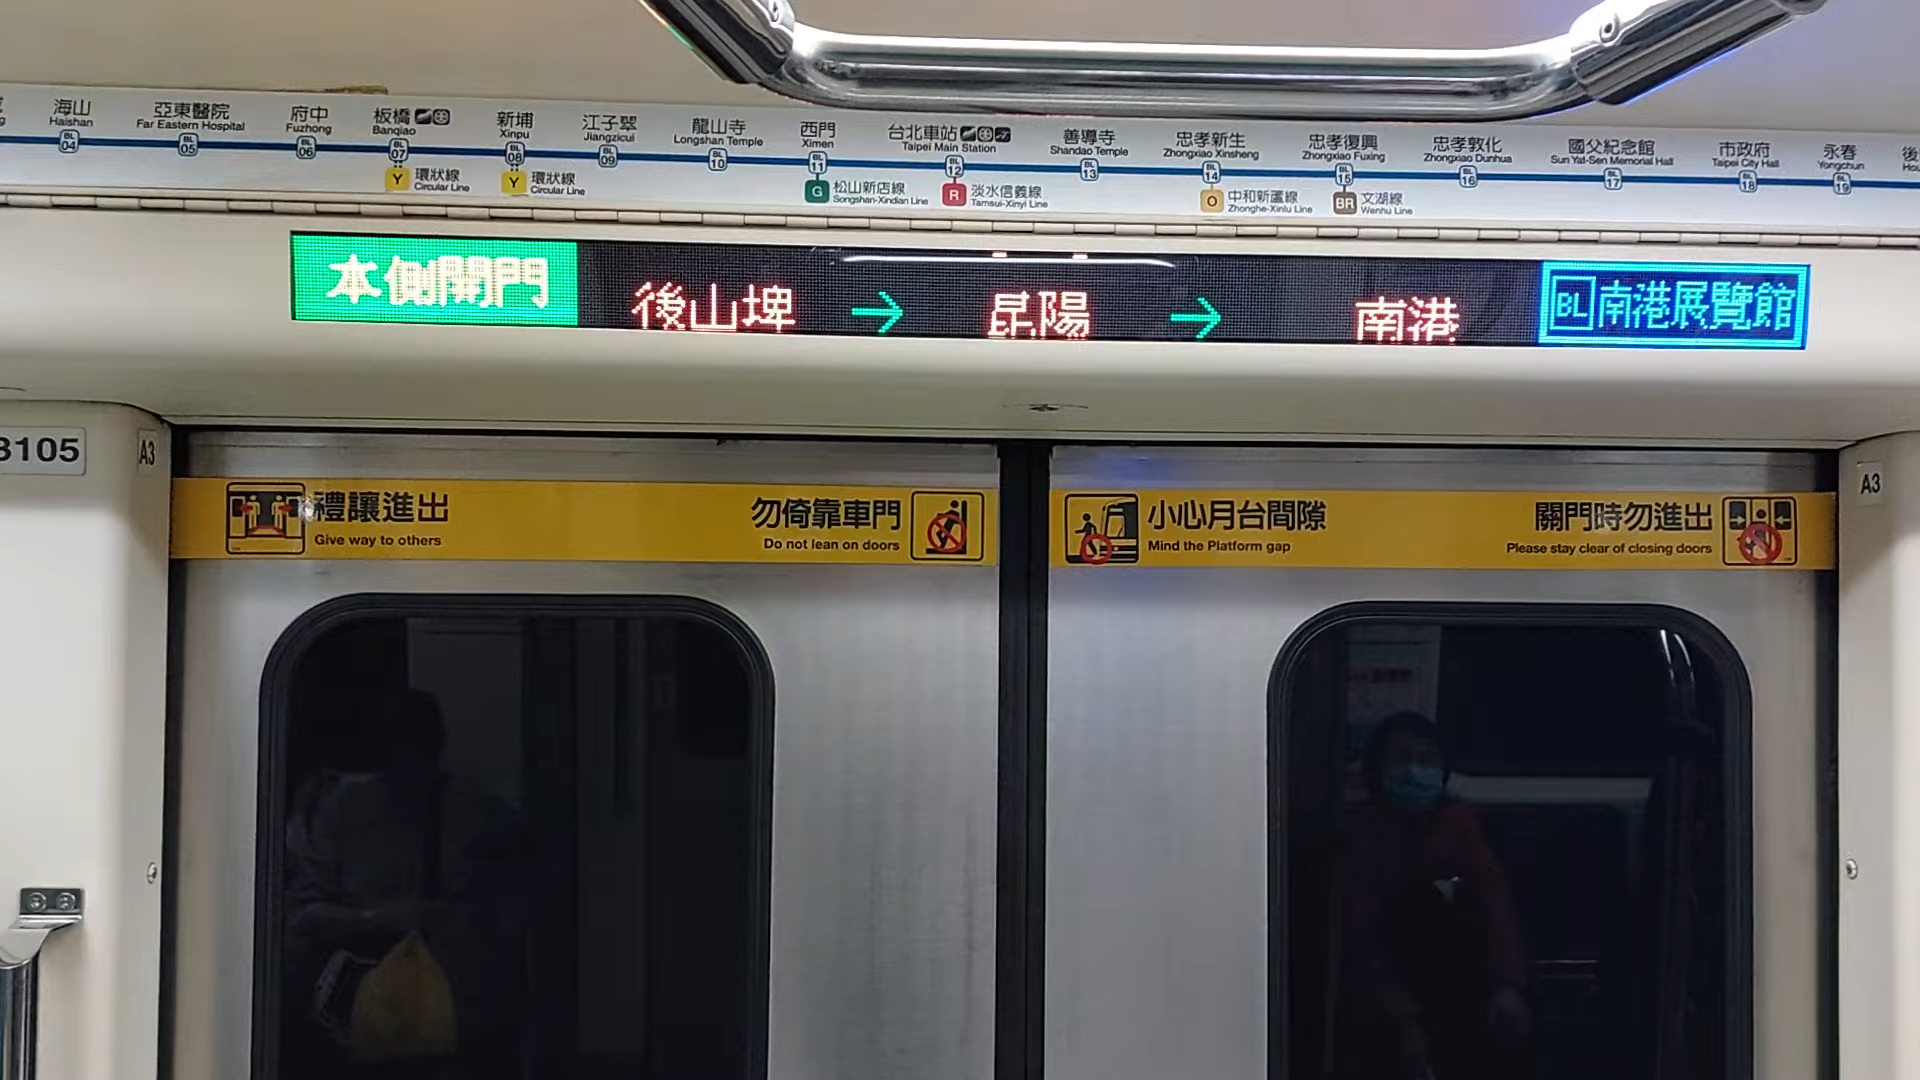 海山
Haishan
BL 04
亞東醫院
Far Eastern Hospital
BL 05
府中
Fuzhong
BL 06
板橋
Banqiao
BL 07
Y 環狀線
Circular Line
新埔
Xinpu
BL 08
Y 環狀線
Circular Line
江子翠
Jiangzicui
BL 09
龍山寺
Longshan Temple
BL 10
西門
Ximen
BL 11
G 松山新店線
Songshan-Xindian Line
台北車站
Taipei Main Station
BL 12
R 淡水信義線
Tamsui-Xinyi Line
善導寺
Shandao Temple
BL 13
忠孝新生
Zhongxiao Xinsheng
BL 14
O 中和新蘆線
Zhonghe-Xinlu Line
忠孝復興
Zhongxiao Fuxing
BL 15
BR 文湖線
Wenhu Line
忠孝敦化
Zhongxiao Dunhua
BL 16
國父紀念館
Sun Yat-Sen Memorial Hall
BL 17
市政府
Taipei City Hall
BL 18
永春
Yongchun
BL 19
後
本側開門 後山埤 → 昆陽 → 南港 BL 南港展覽館
3105
A3
A3
禮讓進出
Give way to others
勿倚靠車門
Do not lean on doors
小心月台間隙
Mind the Platform gap
關門時勿進出
Please stay clear of closing doors